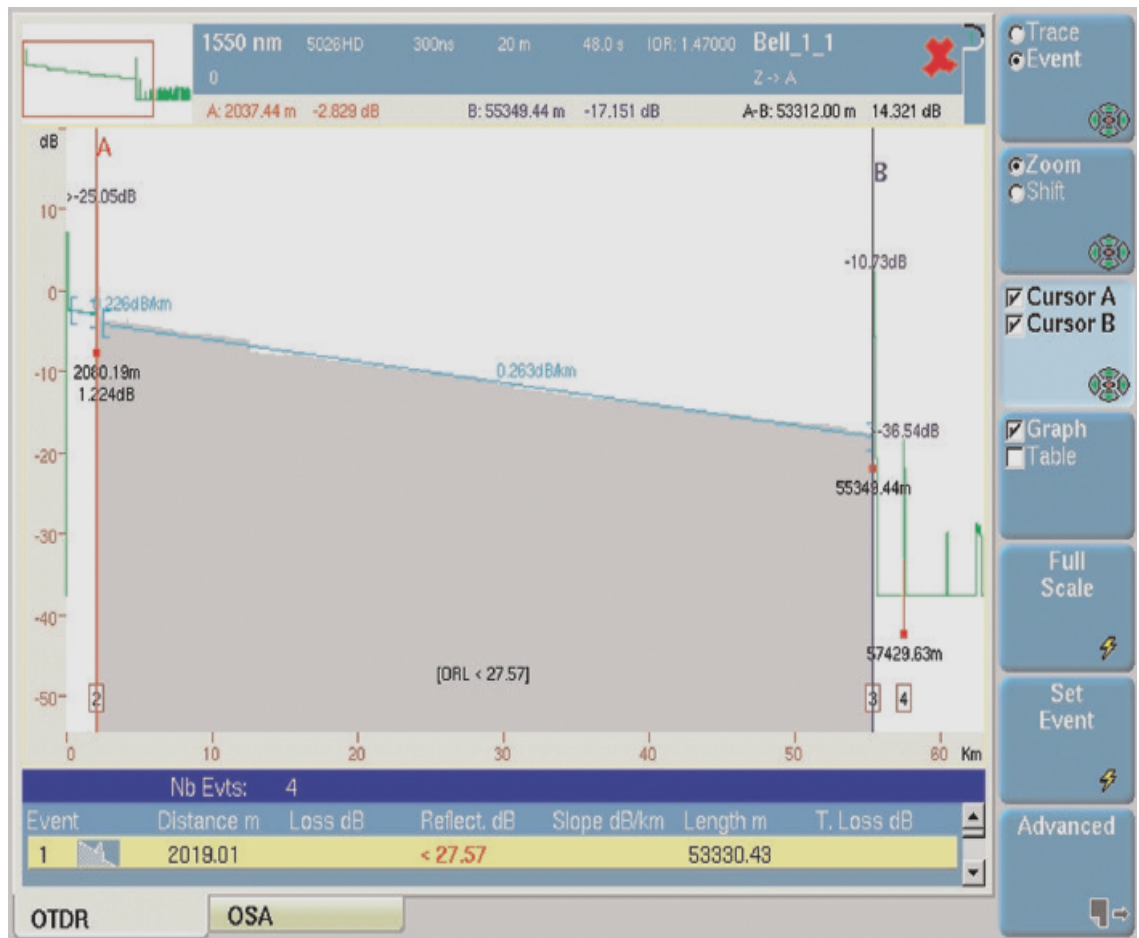 1550 nm 5026HD 300ns 20 m 48.0 s IOR: 1.47000 Bell_1_1
0 Z -> A
A: 2037.44 m -2.829 dB B: 55349.44 m -17.151 dB A-B: 53312.00 m 14.321 dB
dB
A
B
>-25.05dB
10
-10.73dB
0
0.226dB/km
-10
2080.19m
1.224dB
0.263dB/km
>-36.54dB
-20
55349.44m
-30
-40
57429.63m
[ORL < 27.57]
-50
2
3
4
0 10 20 30 40 50 60 Km
Nb Evts: 4
Event Distance m Loss dB Reflect. dB Slope dB/km Length m T. Loss dB
1 2019.01 < 27.57 53330.43
OTDR
OSA
Trace
Event
Zoom
Shift
Cursor A
Cursor B
Graph
Table
Full
Scale
Set
Event
Advanced